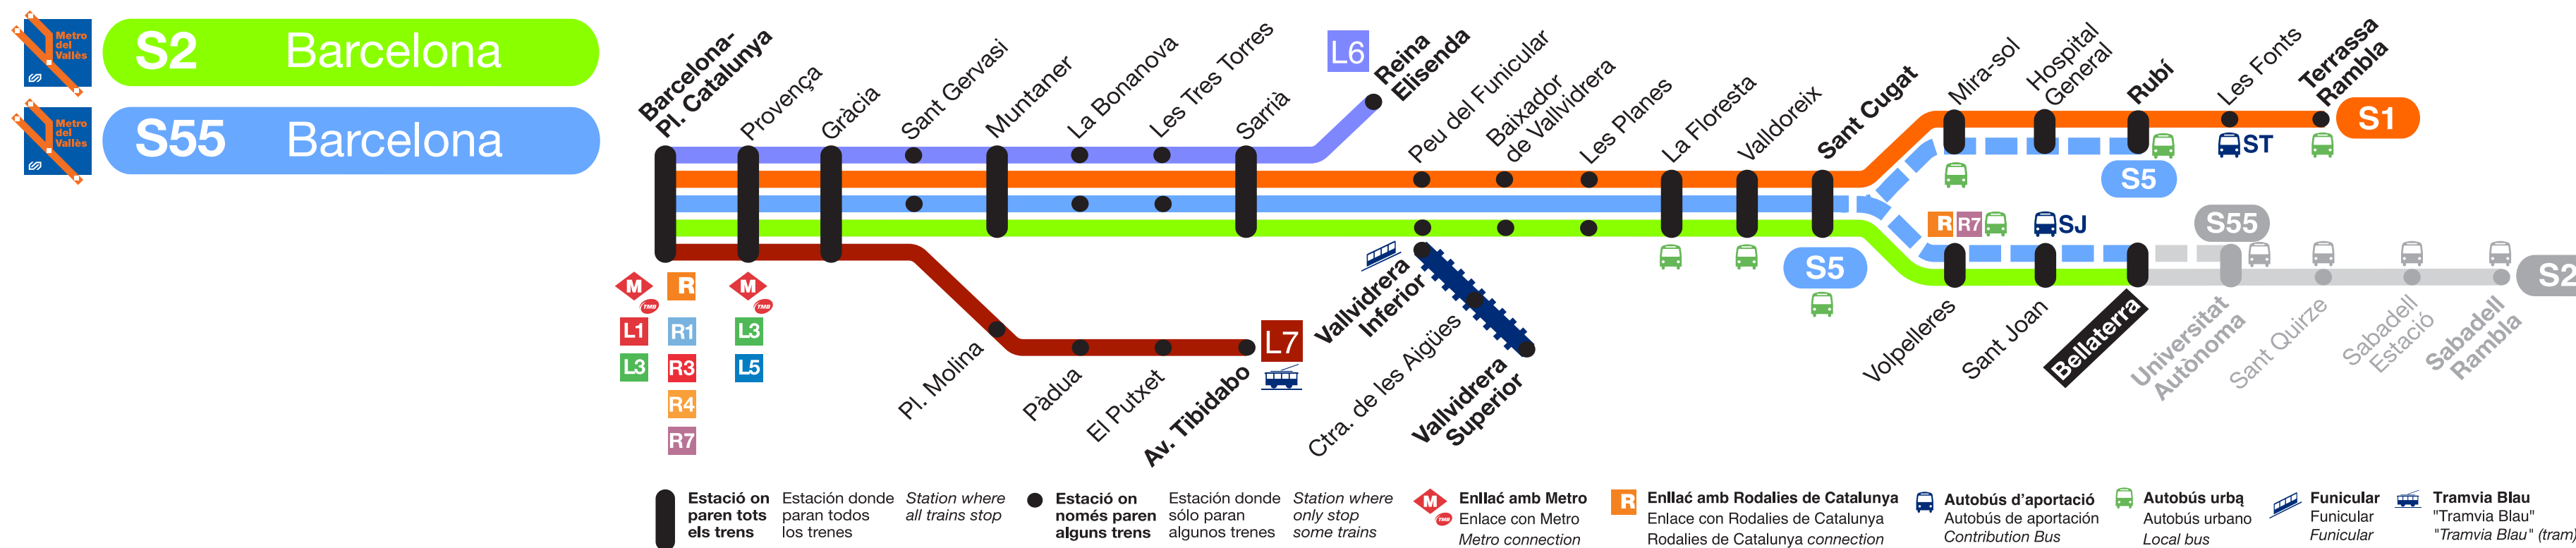 Metro
del
Vallès
S2 Barcelona
Metro
del
Vallès
S55 Barcelona
Barcelona-
Pl. Catalunya
Provença
Gràcia
Sant Gervasi
Muntaner
La Bonanova
Les Tres Torres
Sarrià
L6
Reina
Elisenda
Peu del Funicular
Baixador
de Vallvidrera
Les Planes
La Floresta
Valldoreix
Sant Cugat
Mira-sol
Hospital
General
Rubí
Les Fonts
Terrassa
Rambla
S1
ST
S5
R R7
SJ
S55
S5
S2
M
TMB
L1
L3
R
R1
R3
R4
R7
M
TMB
L3
L5
Pl. Molina
Pàdua
El Putxet
Av. Tibidabo
L7
Vallvidrera
Inferior
Ctra. de les Aigües
Vallvidrera
Superior
Volpelleres
Sant Joan
Bellaterra
Universitat
Autònoma
Sant Quirze
Sabadell
Estació
Sabadell
Rambla
Estació on
paren tots
els trens
Estación donde
paran todos
los trenes
Station where
all trains stop
Estació on
només paren
alguns trens
Estación donde
sólo paran
algunos trenes
Station where
only stop
some trains
M
TMB
Enllaç amb Metro
Enlace con Metro
Metro connection
R
Enllaç amb Rodalies de Catalunya
Enlace con Rodalies de Catalunya
Rodalies de Catalunya connection
Autobús d'aportació
Autobús de aportación
Contribution Bus
Autobús urbą
Autobús urbano
Local bus
Funicular
Funicular
Funicular
Tramvia Blau
"Tramvia Blau"
"Tramvia Blau" (tram)